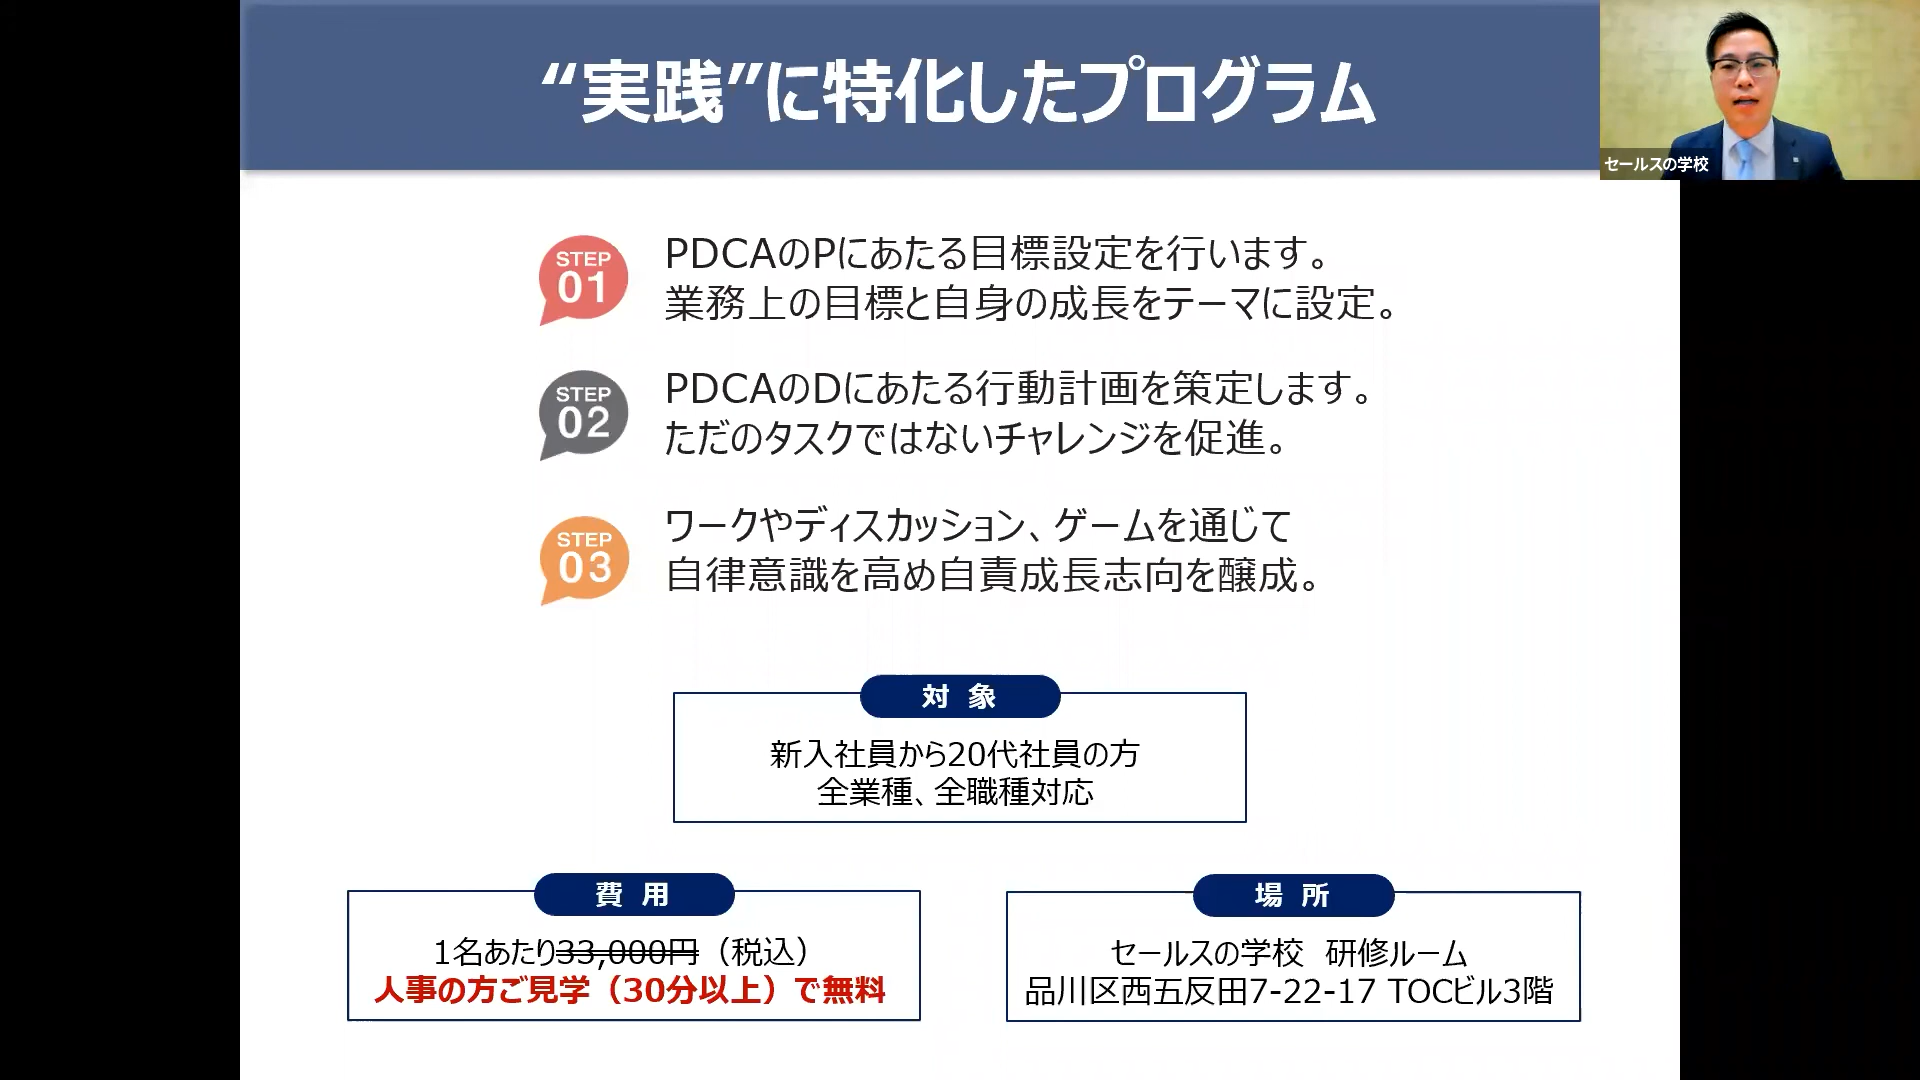 “実践”に特化したプログラム
セールスの学校
STEP
01
PDCAのPにあたる目標設定を行います。
業務上の目標と自身の成長をテーマに設定。
STEP
02
PDCAのDにあたる行動計画を策定します。
ただのタスクではないチャレンジを促進。
STEP
03
ワークやディスカッション、ゲームを通じて
自律意識を高め自責成長志向を醸成。
対 象
新入社員から20代社員の方
全業種、全職種対応
費 用
1名あたり33,000円（税込）
人事の方ご見学（30分以上）で無料
場 所
セールスの学校 研修ルーム
品川区西五反田7-22-17 TOCビル3階